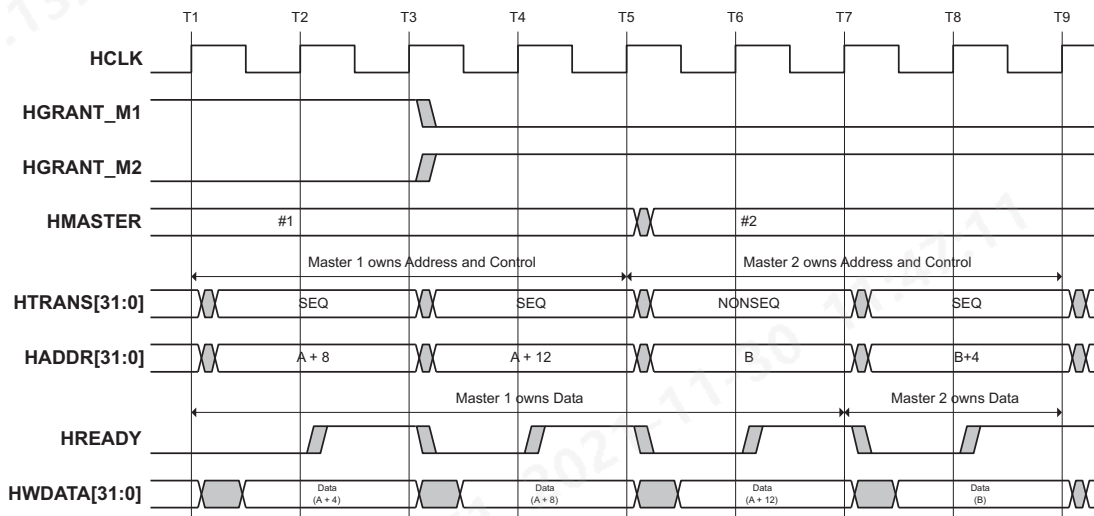 T1 T2 T3 T4 T5 T6 T7 T8 T9
HCLK
HGRANT_M1
HGRANT_M2
HMASTER #1 #2
Master 1 owns Address and Control Master 2 owns Address and Control
HTRANS[31:0] SEQ SEQ NONSEQ SEQ
HADDR[31:0] A + 8 A + 12 B B+4
Master 1 owns Data Master 2 owns Data
HREADY
HWDATA[31:0] Data Data Data Data
(A + 4) (A + 8) (A + 12) (B)